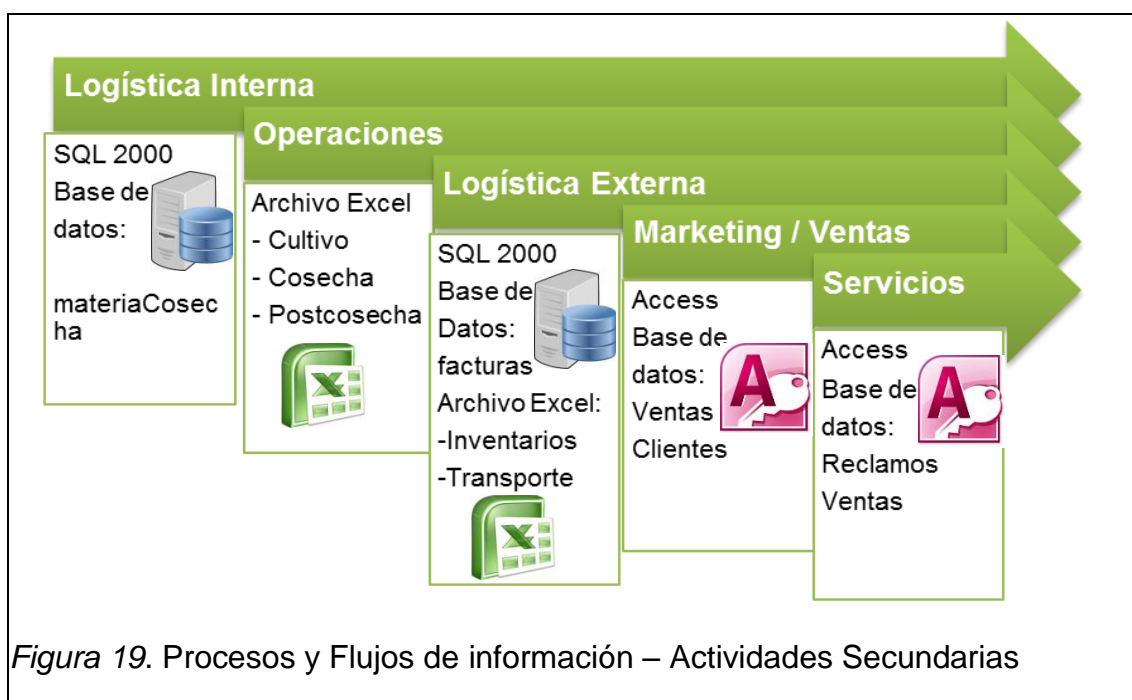 Logística Interna
SQL 2000
Base de
datos:
materiaCosec
ha
Operaciones
Archivo Excel
- Cultivo
- Cosecha
- Postcosecha
Logística Externa
SQL 2000
Base de
Datos:
facturas
Archivo Excel:
-Inventarios
-Transporte
Marketing / Ventas
Access
Base de
datos:
Ventas
Clientes
Servicios
Access
Base de
datos:
Reclamos
Ventas
Figura 19. Procesos y Flujos de información – Actividades Secundarias